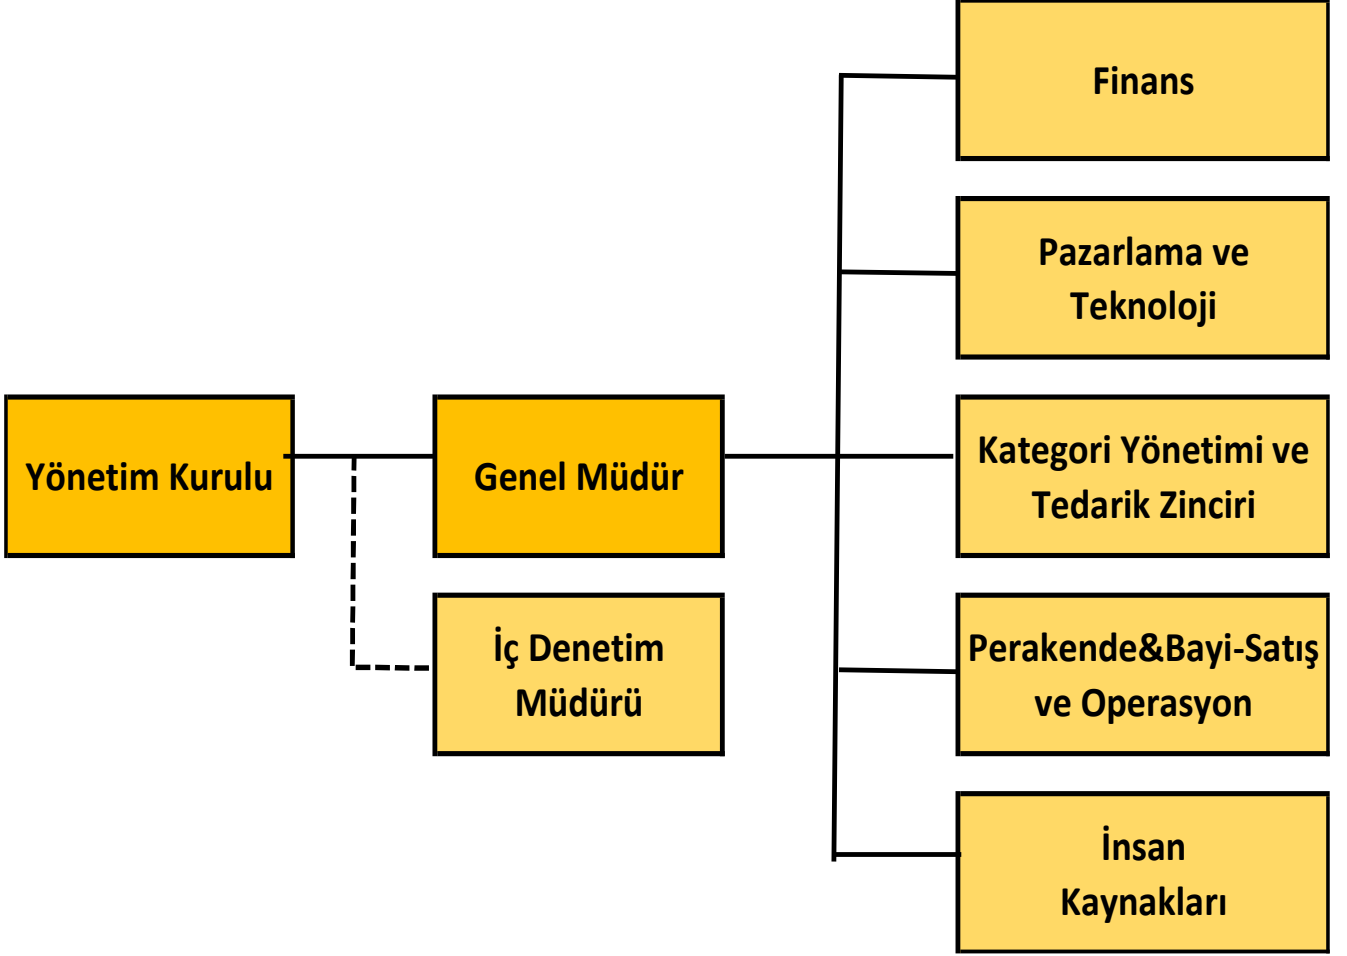 Finans
Pazarlama ve
Teknoloji
Yönetim Kurulu
Genel Müdür
Kategori Yönetimi ve
Tedarik Zinciri
İç Denetim
Müdürü
Perakende&Bayi-Satış
ve Operasyon
İnsan
Kaynakları